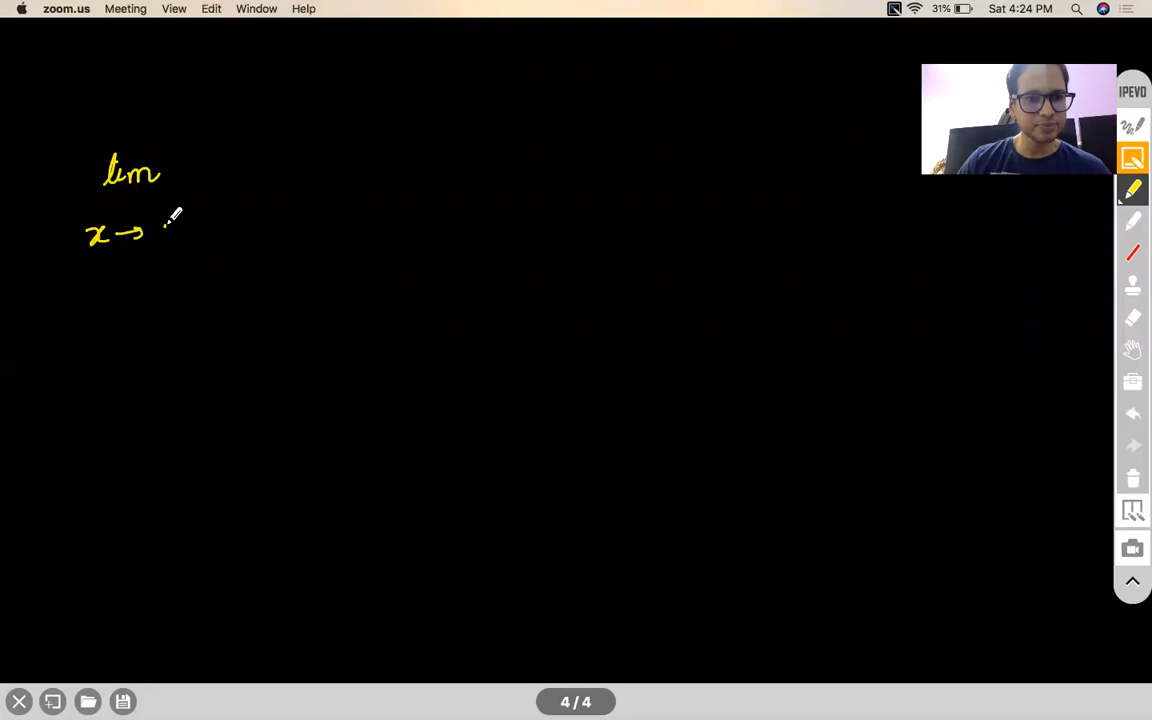 zoom.us Meeting View Edit Window Help 31% Sat 4:24 PM
IPEVO
lim
x →
4 / 4